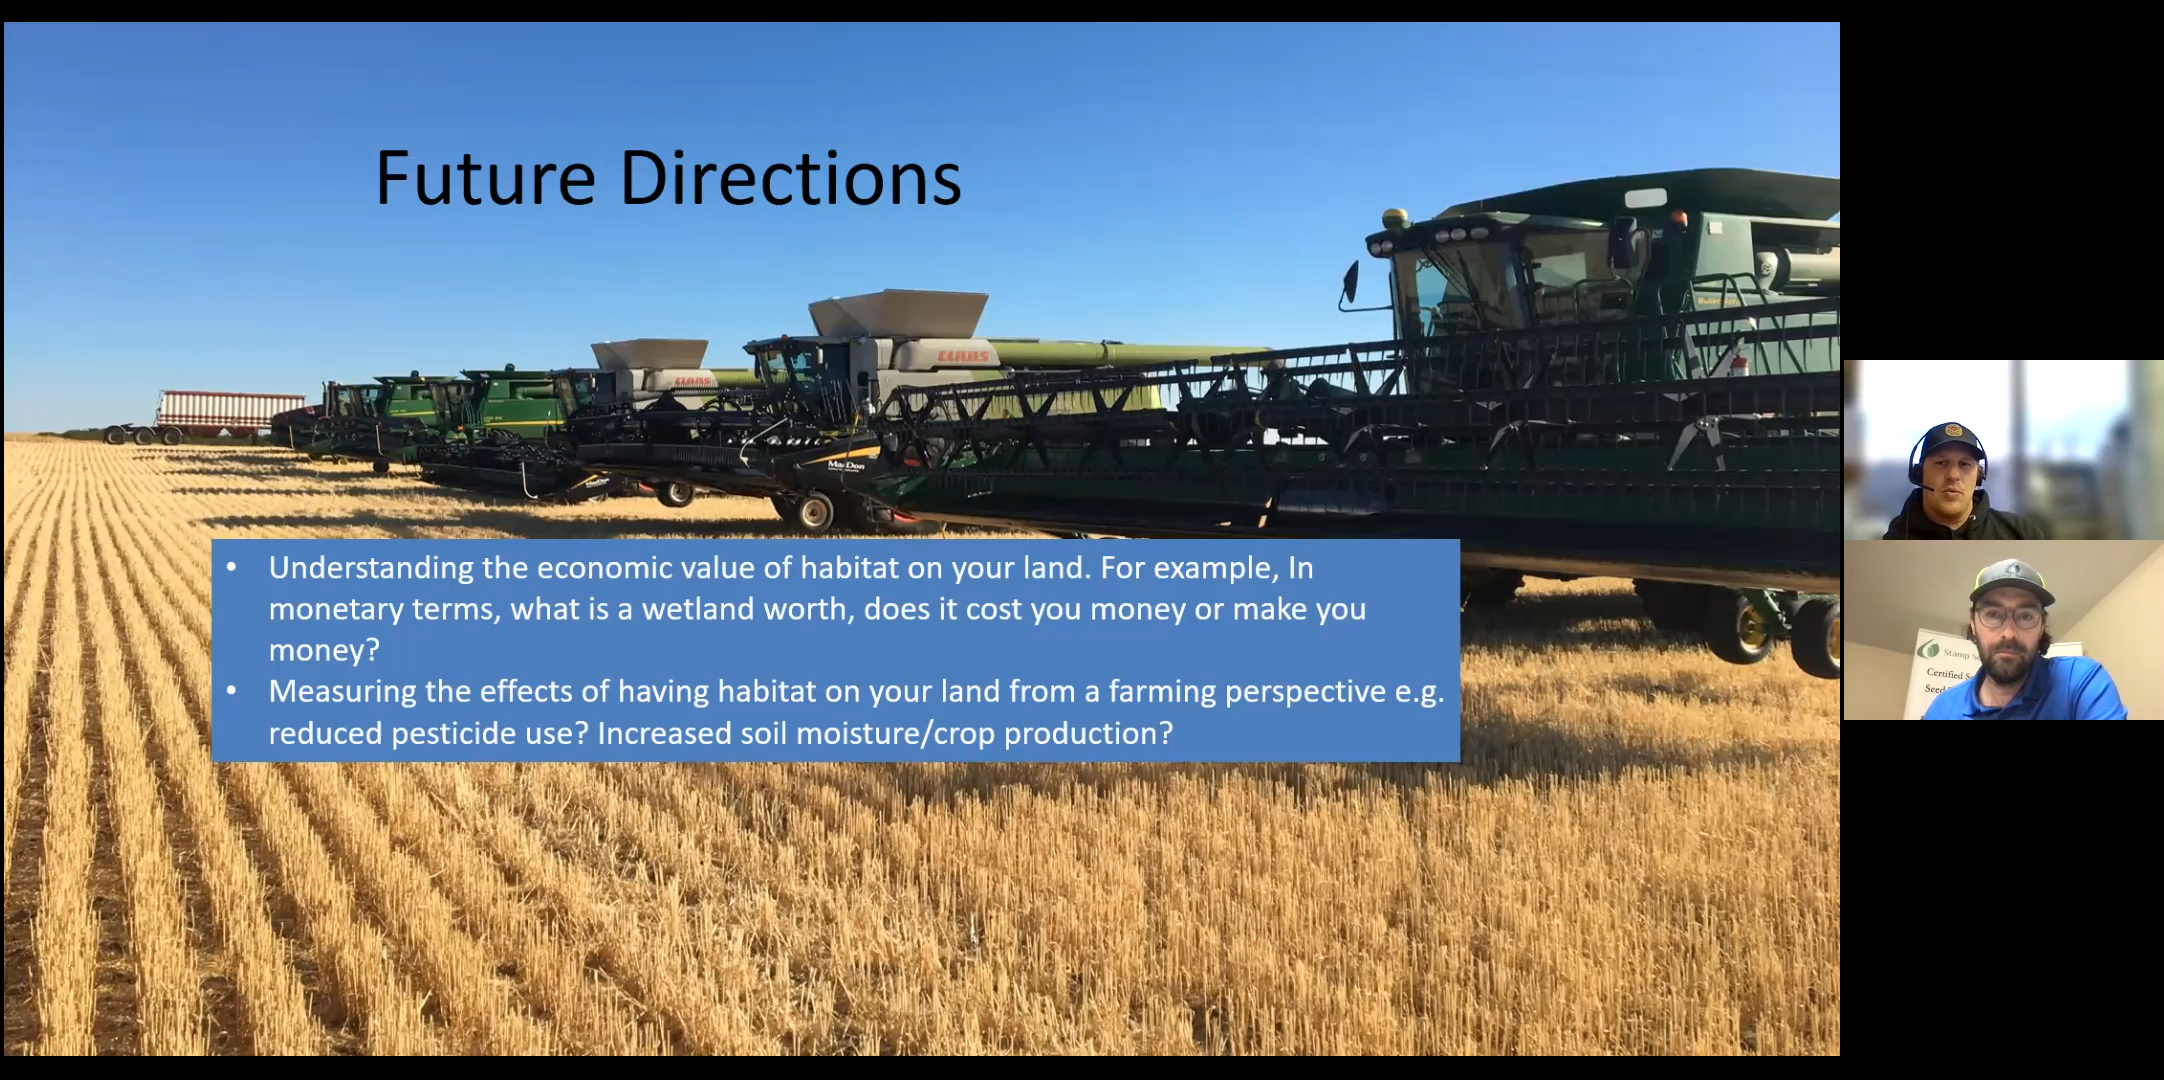 Future Directions
CLAAS
CLAAS
MacDon
• Understanding the economic value of habitat on your land. For example, In
monetary terms, what is a wetland worth, does it cost you money or make you
money?
• Measuring the effects of having habitat on your land from a farming perspective e.g.
reduced pesticide use? Increased soil moisture/crop production?
Stamp
Certified
Seed